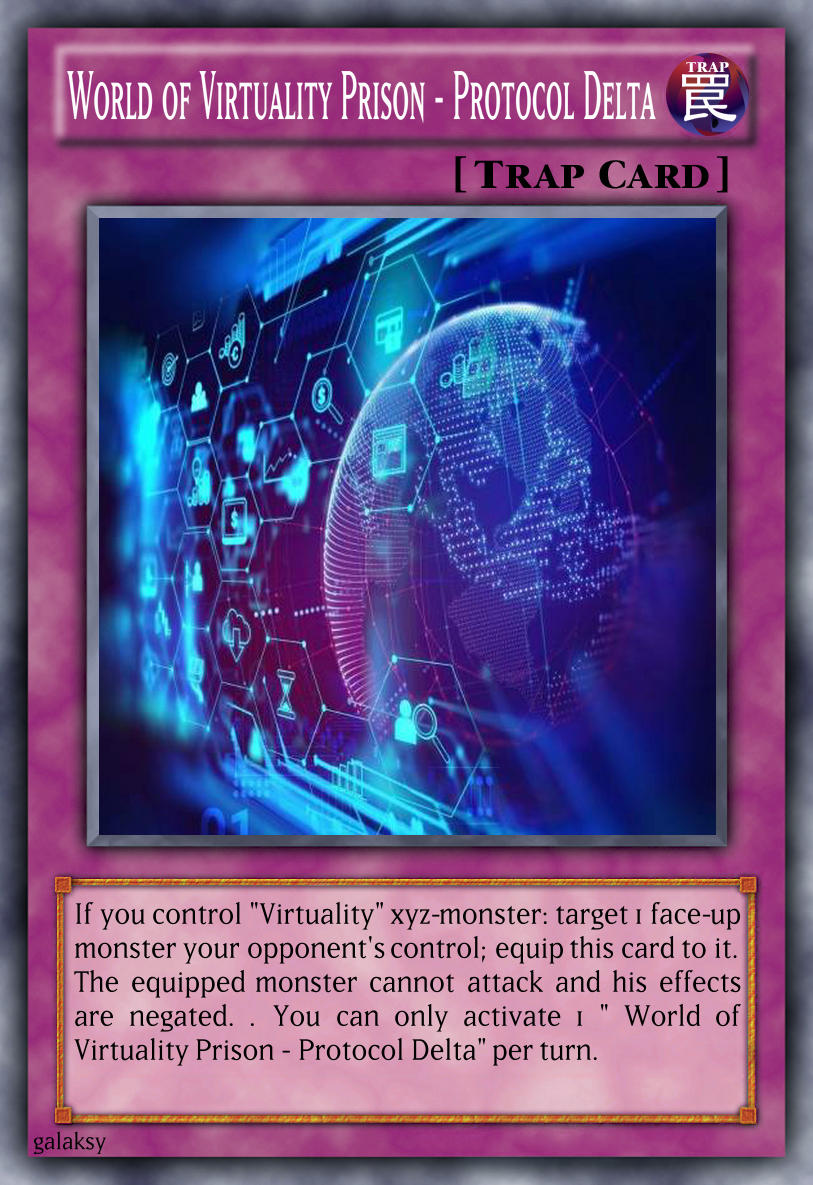 World of Virtuality Prison - Protocol Delta
TRAP
罠
[Trap Card]
01
If you control "Virtuality" xyz-monster: target 1 face-up
monster your opponent's control; equip this card to it.
The equipped monster cannot attack and his effects
are negated. . You can only activate 1 " World of
Virtuality Prison - Protocol Delta" per turn.
galaksy